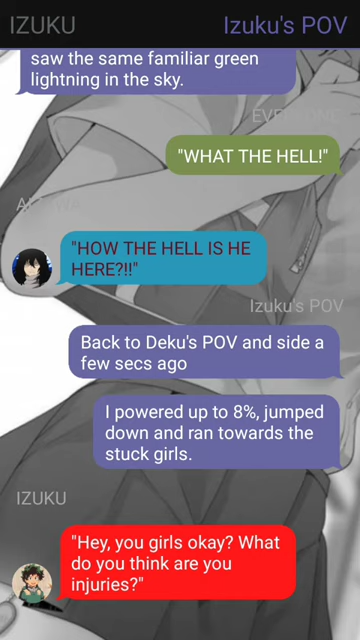 IZUKU
Izuku's POV
saw the same familiar green
lightning in the sky.
EVERYONE
"WHAT THE HELL!"
AIZAWA
"HOW THE HELL IS HE
HERE?!!"
Izuku's POV
Back to Deku's POV and side a
few secs ago
I powered up to 8%, jumped
down and ran towards the
stuck girls.
IZUKU
"Hey, you girls okay? What
do you think are you
injuries?"